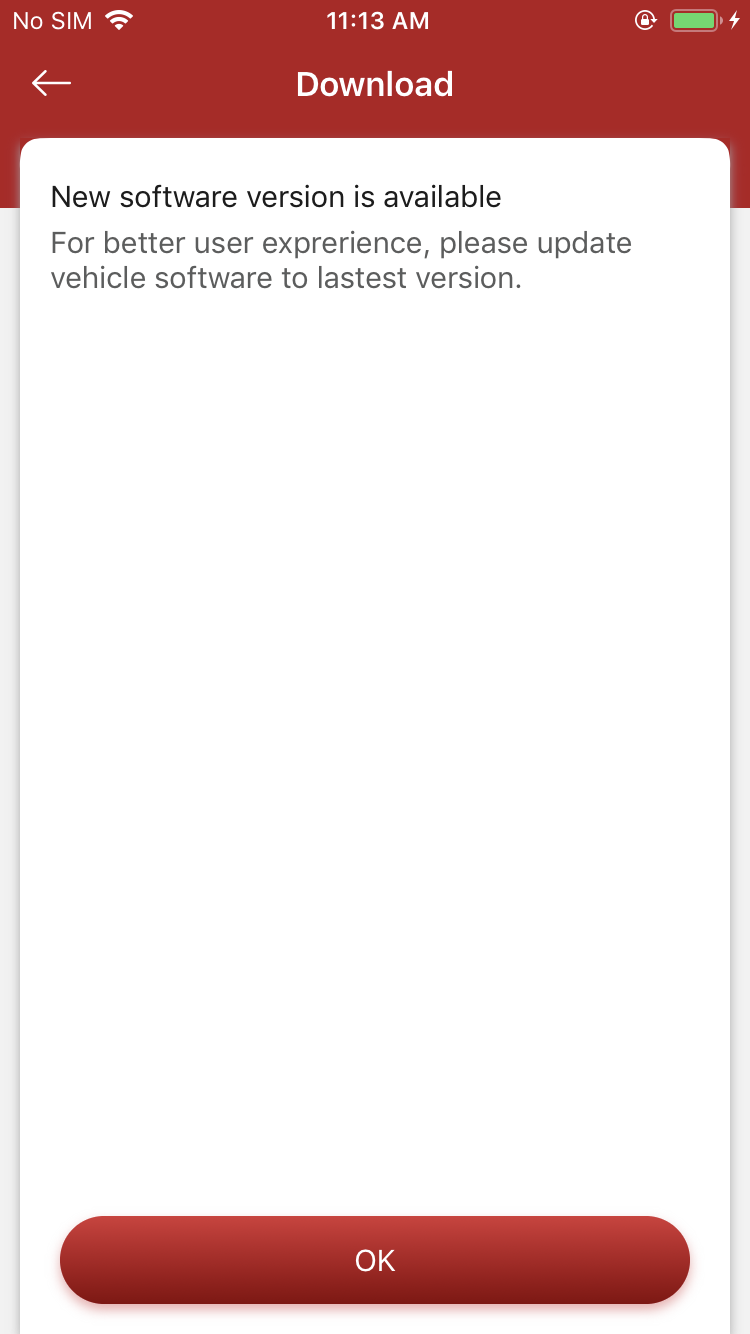 No SIM
11:13 AM
Download
New software version is available
For better user exprerience, please update
vehicle software to lastest version.
OK